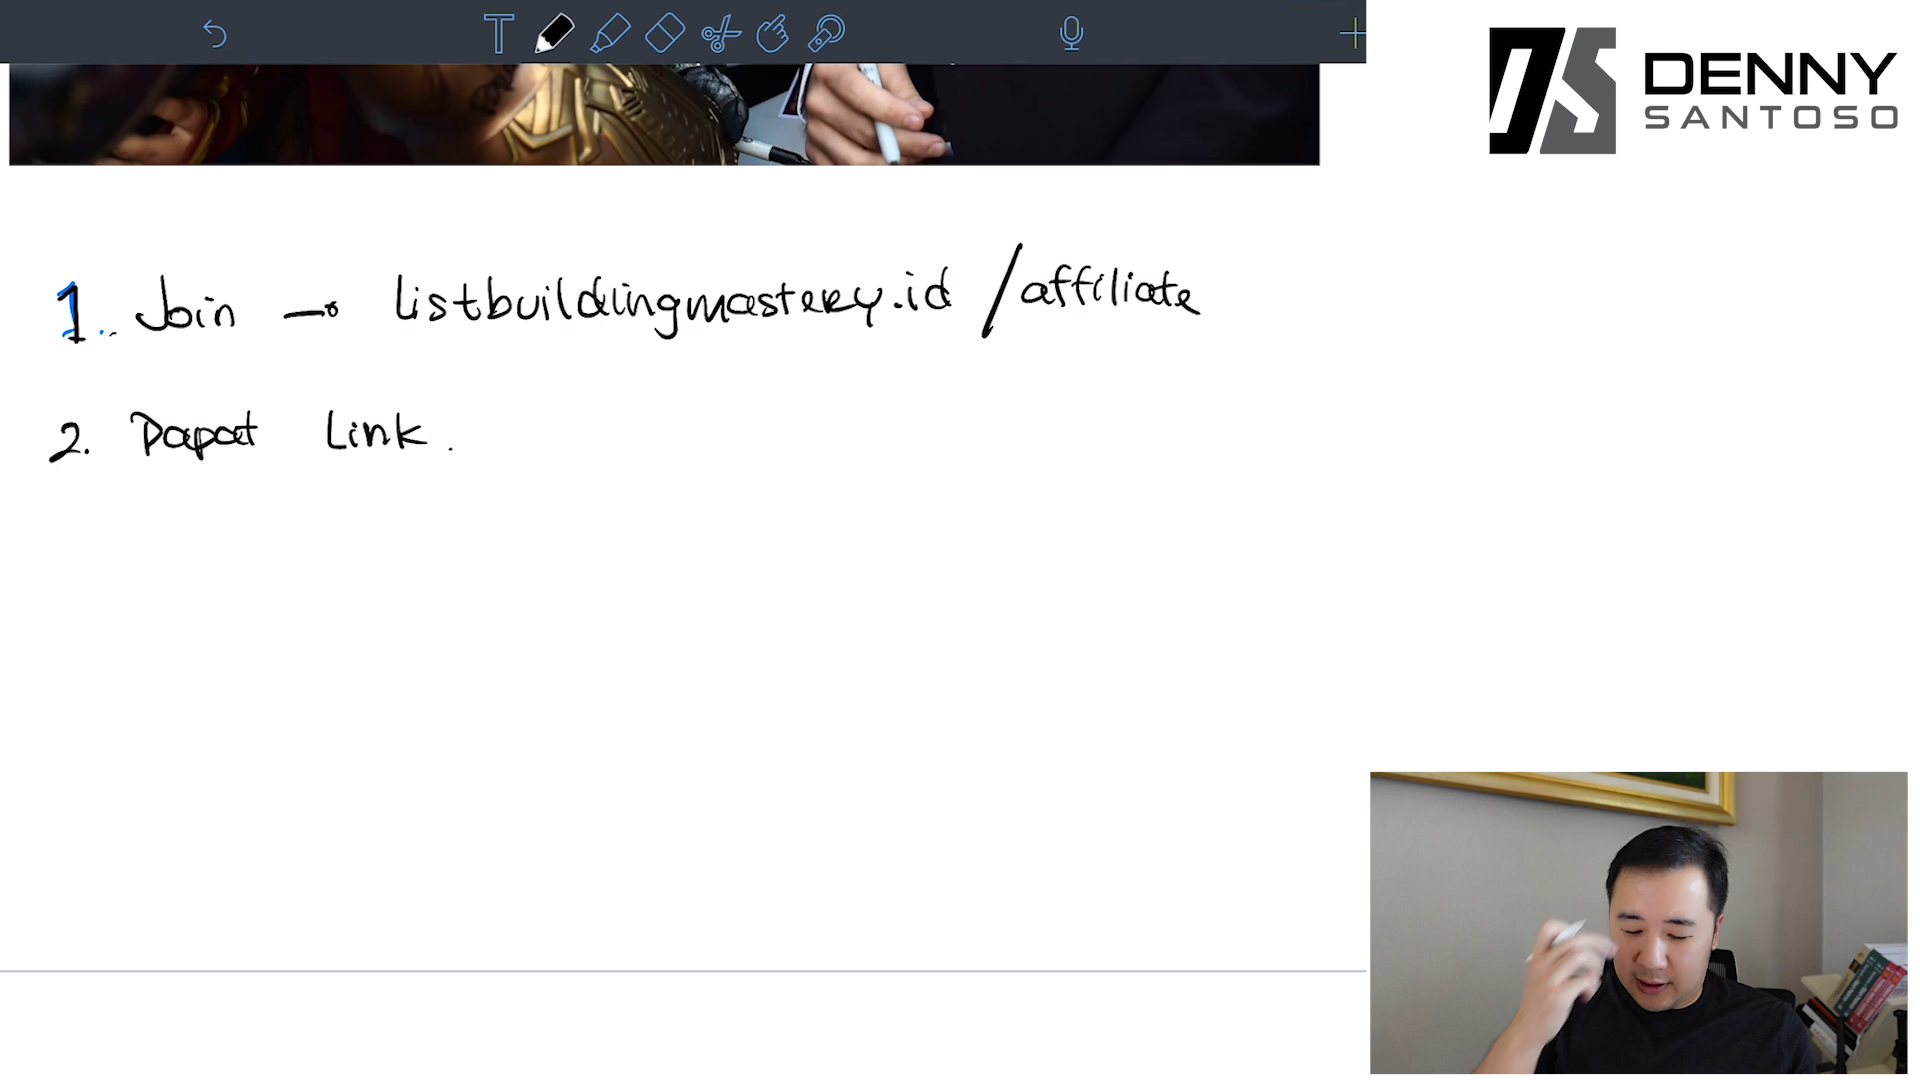 DENNY
SANTOSO
1. Join → listbuildingmastery.id /affiliate
2. Dapat Link.